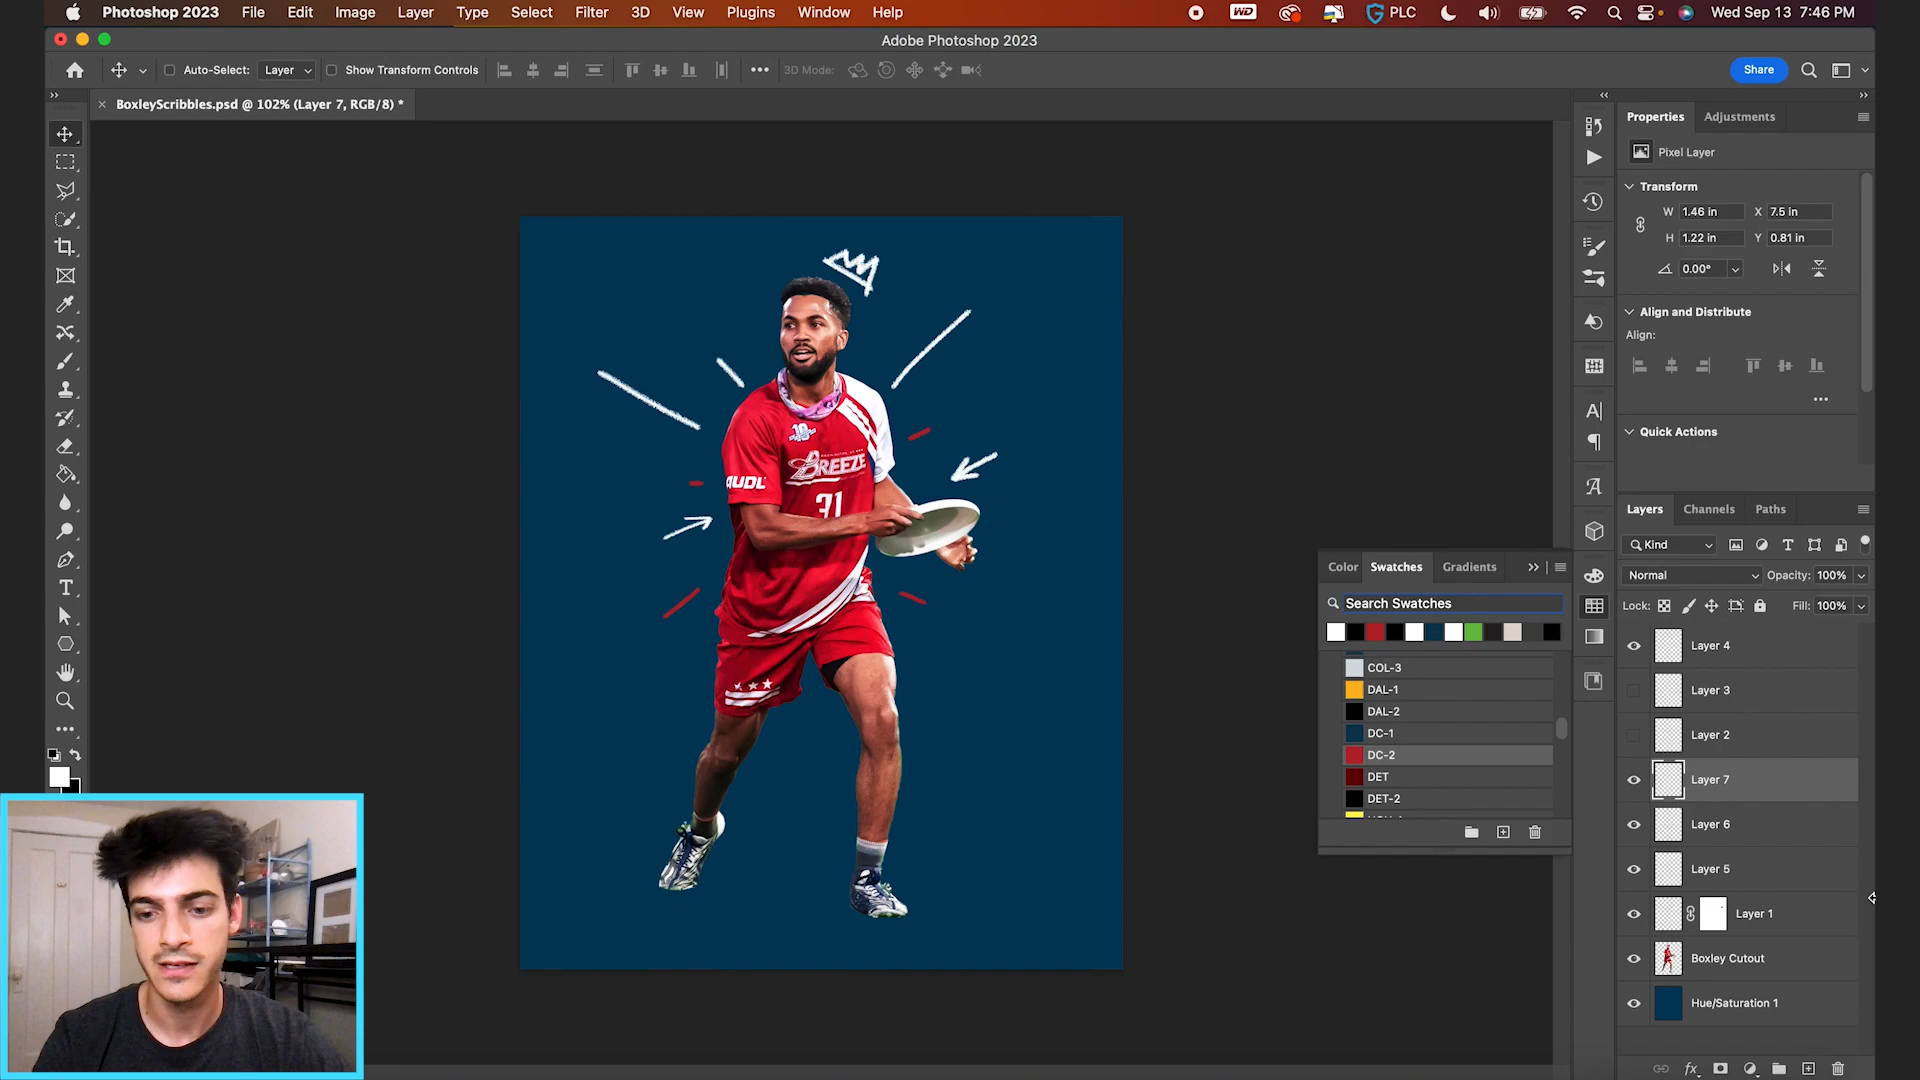 Photoshop 2023 File Edit Image Layer Type Select Filter 3D View Plugins Window Help
WD PLC Wed Sep 13 7:46 PM
Adobe Photoshop 2023
Auto-Select: Layer Show Transform Controls 3D Mode: Share
BoxleyScribbles.psd @ 102% (Layer 7, RGB/8) *
Properties Adjustments
Pixel Layer
Transform
W 1.46 in X 7.5 in
H 1.22 in Y 0.81 in
0.00°
Align and Distribute
Align:
Quick Actions
Layers Channels Paths
Kind
Normal Opacity: 100%
Lock: Fill: 100%
Layer 4
Layer 3
Layer 2
Layer 7
Layer 6
Layer 5
Layer 1
Boxley Cutout
Hue/Saturation 1
Color Swatches Gradients
Search Swatches
COL-3
DAL-1
DAL-2
DC-1
DC-2
DET
DET-2
10
BREEZE
AUDL
31